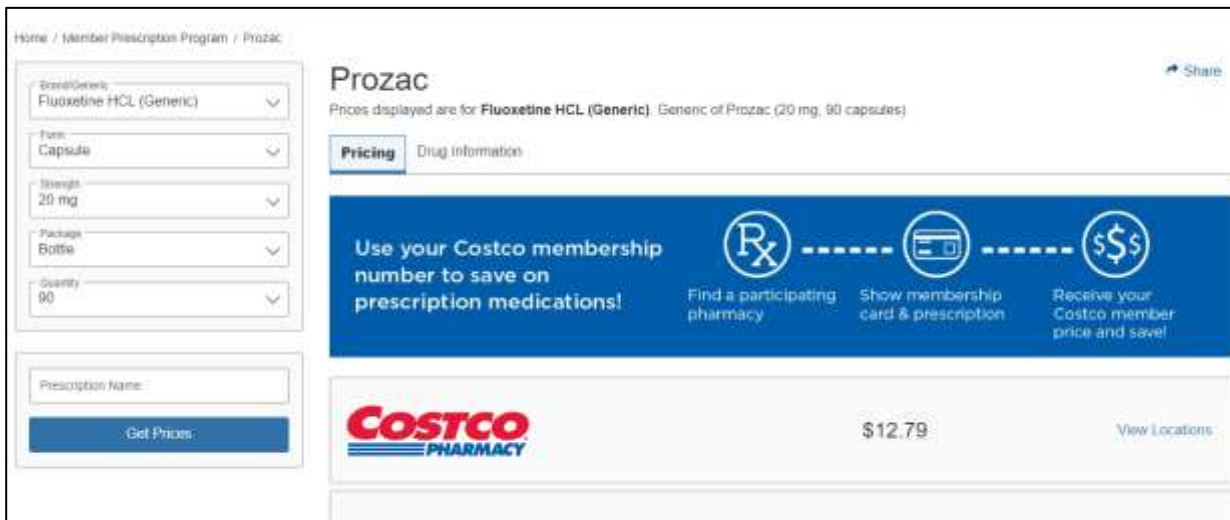 Home / Member Prescription Program / Prozac
Brand/Generic
Fluoxetine HCL (Generic)
Form
Capsule
Strength
20 mg
Package
Bottle
Quantity
90
Prescription Name
Get Prices
Prozac
Share
Prices displayed are for Fluoxetine HCL (Generic). Generic of Prozac (20 mg, 90 capsules)
Pricing
Drug Information
Use your Costco membership
number to save on
prescription medications!
Rx
$$$
Find a participating
pharmacy
Show membership
card & prescription
Receive your
Costco member
price and save!
COSTCO
PHARMACY
$12.79
View Locations